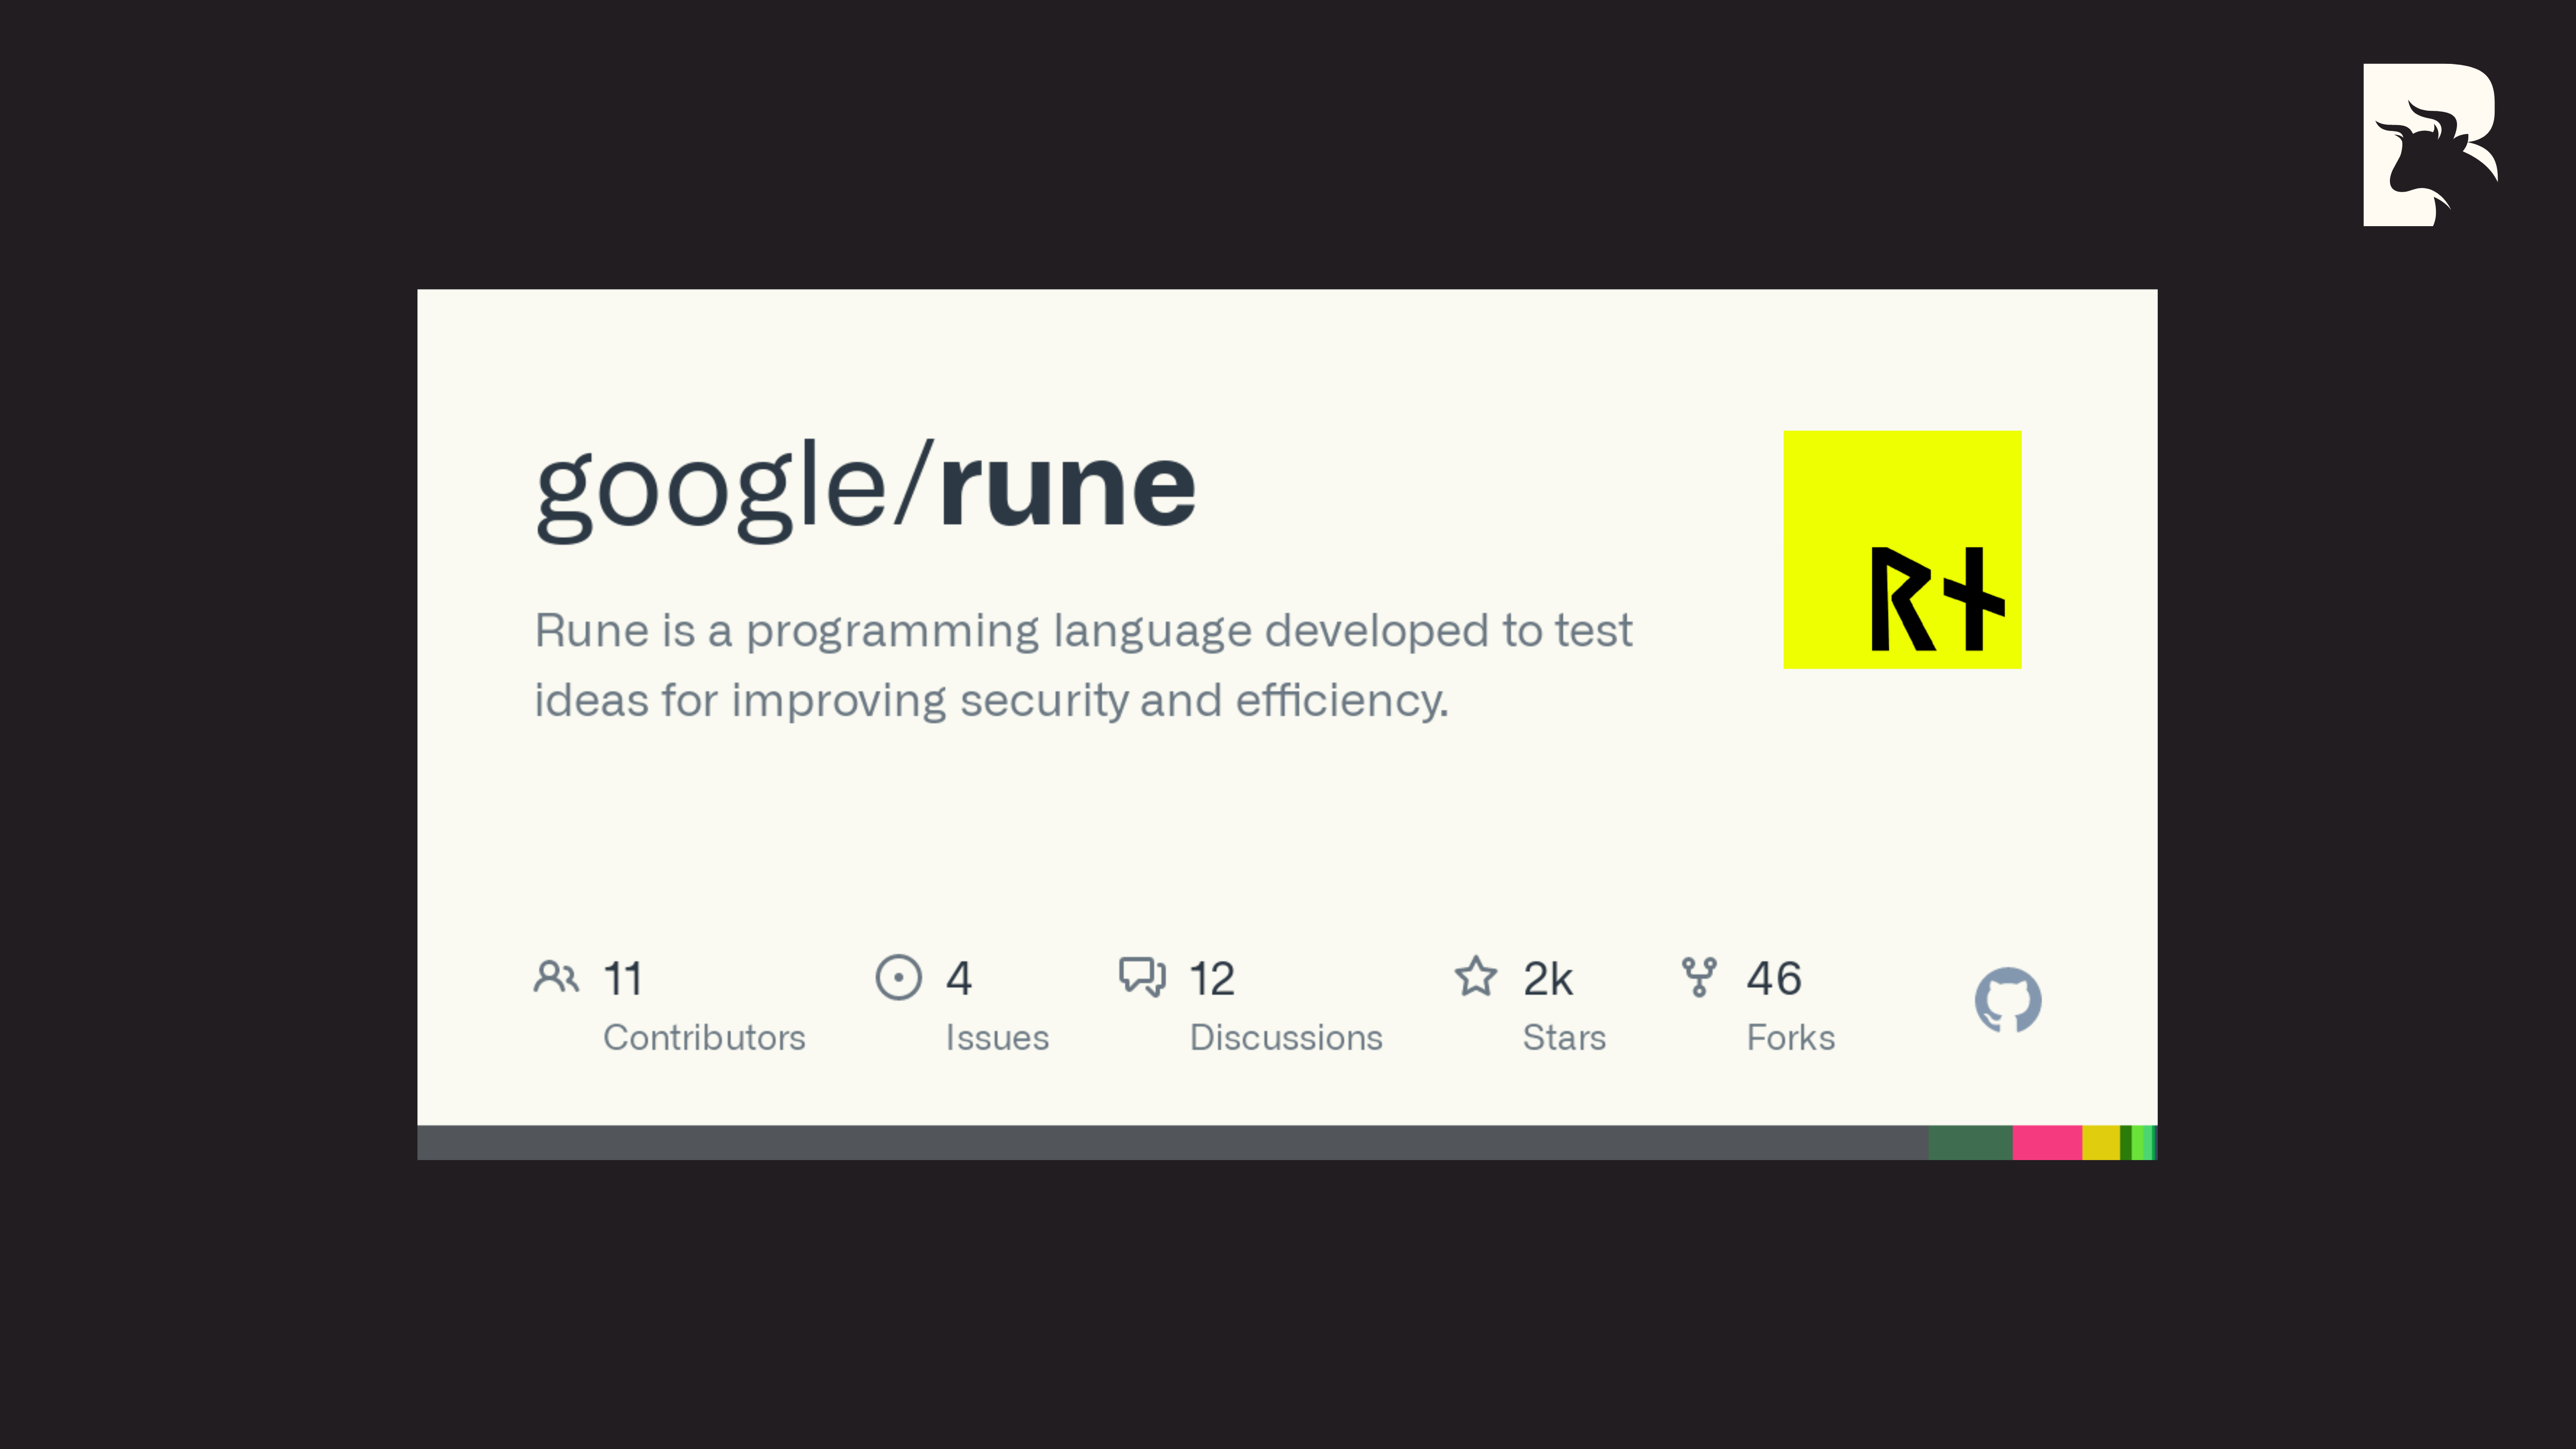 google/rune
Rune is a programming language developed to test
ideas for improving security and efficiency.
ᚱᚾ
11
Contributors
4
Issues
12
Discussions
2k
Stars
46
Forks